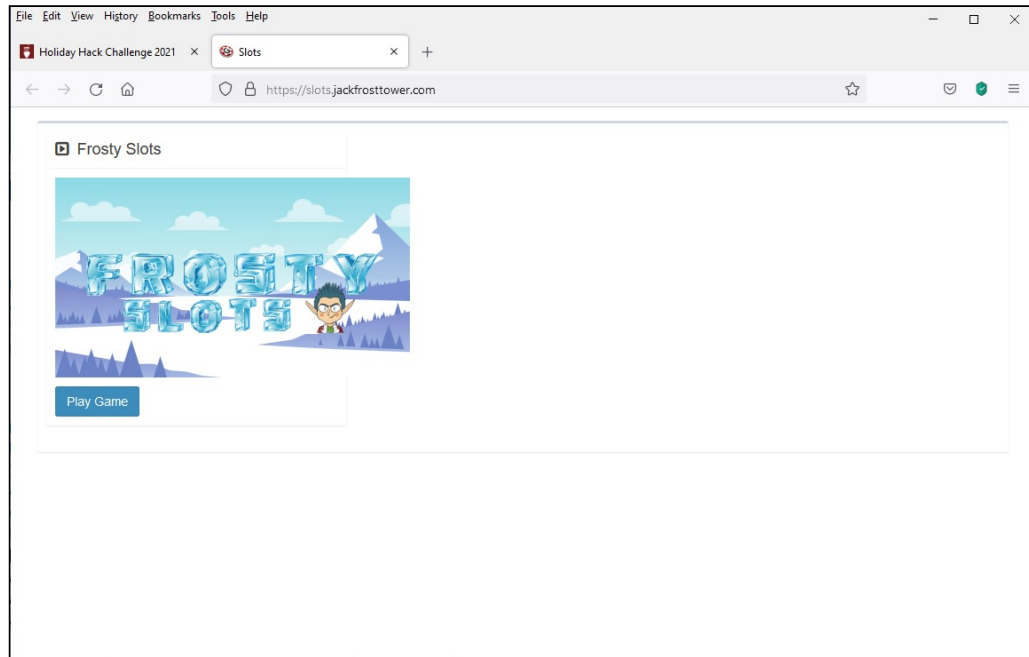 File Edit View History Bookmarks Tools Help
Holiday Hack Challenge 2021
Slots
https://slots.jackfrosttower.com
Frosty Slots
FROSTY
SLOTS
Play Game